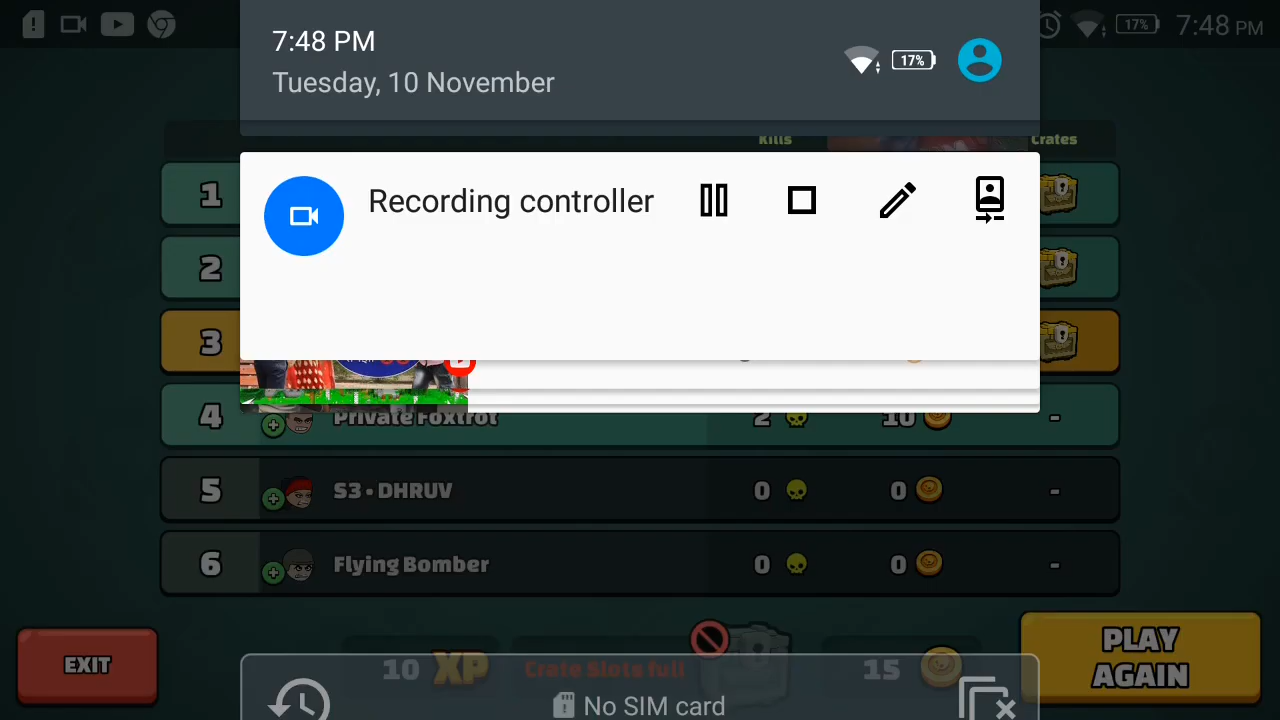 17%
7:48 PM
7:48 PM
Tuesday, 10 November
17%
Kills
Crates
Recording controller
1
2
3
4
Private Foxtrot
2
10
-
5
S3 • DHRUV
0
0
-
6
Flying Bomber
0
0
-
EXIT
10 XP
Crate Slots full
15
PLAY
AGAIN
No SIM card